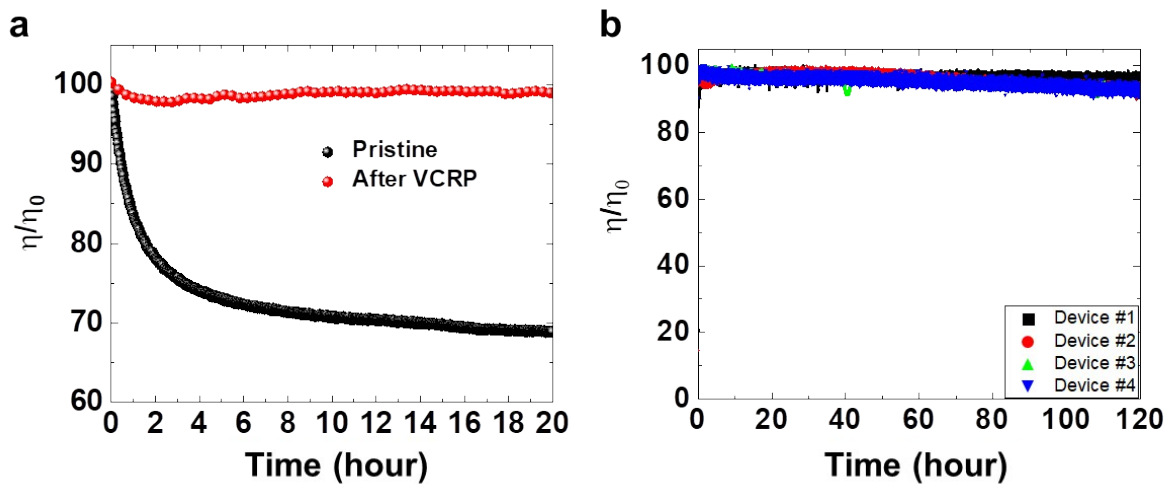 a
η/η0
100
90
80
70
60
Pristine
After VCRP
0 2 4 6 8 10 12 14 16 18 20
Time (hour)
b
η/η0
100
80
60
40
20
0
Device #1
Device #2
Device #3
Device #4
0 20 40 60 80 100 120
Time (hour)